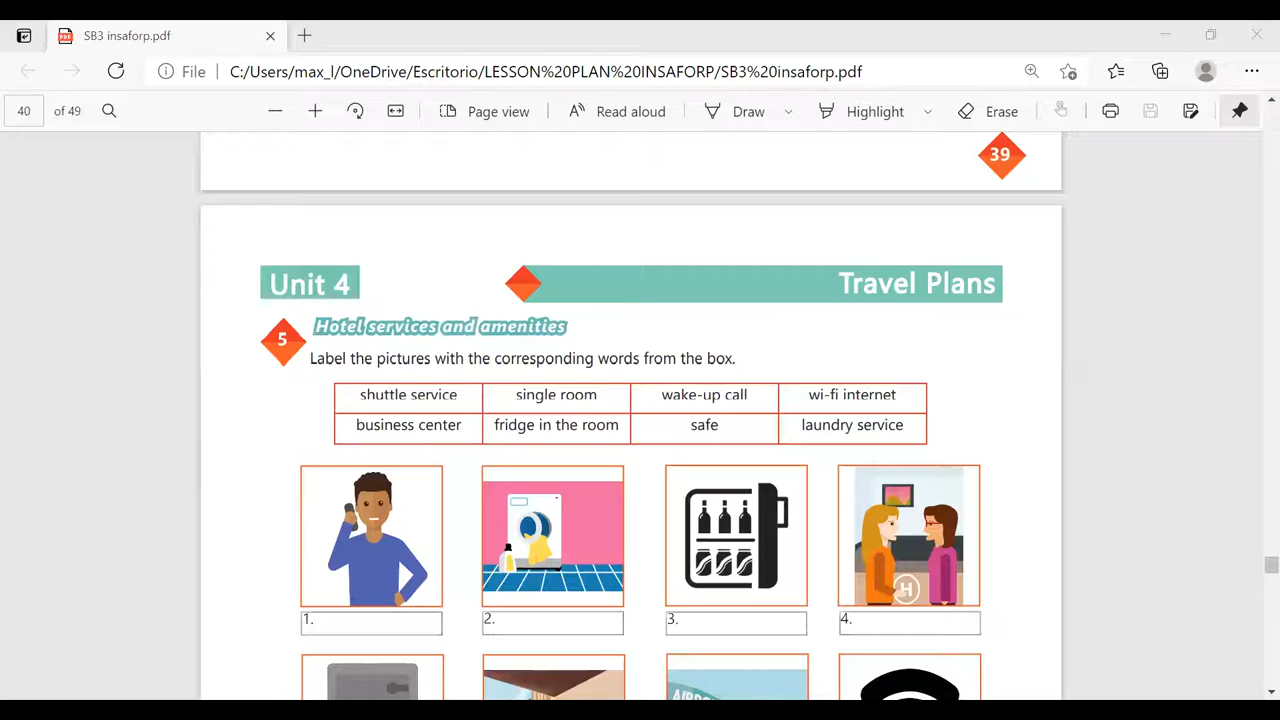 SB3 insaforp.pdf
File C:/Users/max_l/OneDrive/Escritorio/LESSON%20PLAN%20INSAFORP/SB3%20insaforp.pdf
40 of 49 Page view Read aloud Draw Highlight Erase
39
Unit 4 Travel Plans
5 Hotel services and amenities
Label the pictures with the corresponding words from the box.
shuttle service single room wake-up call wi-fi internet
business center fridge in the room safe laundry service
H
1. 2. 3. 4.